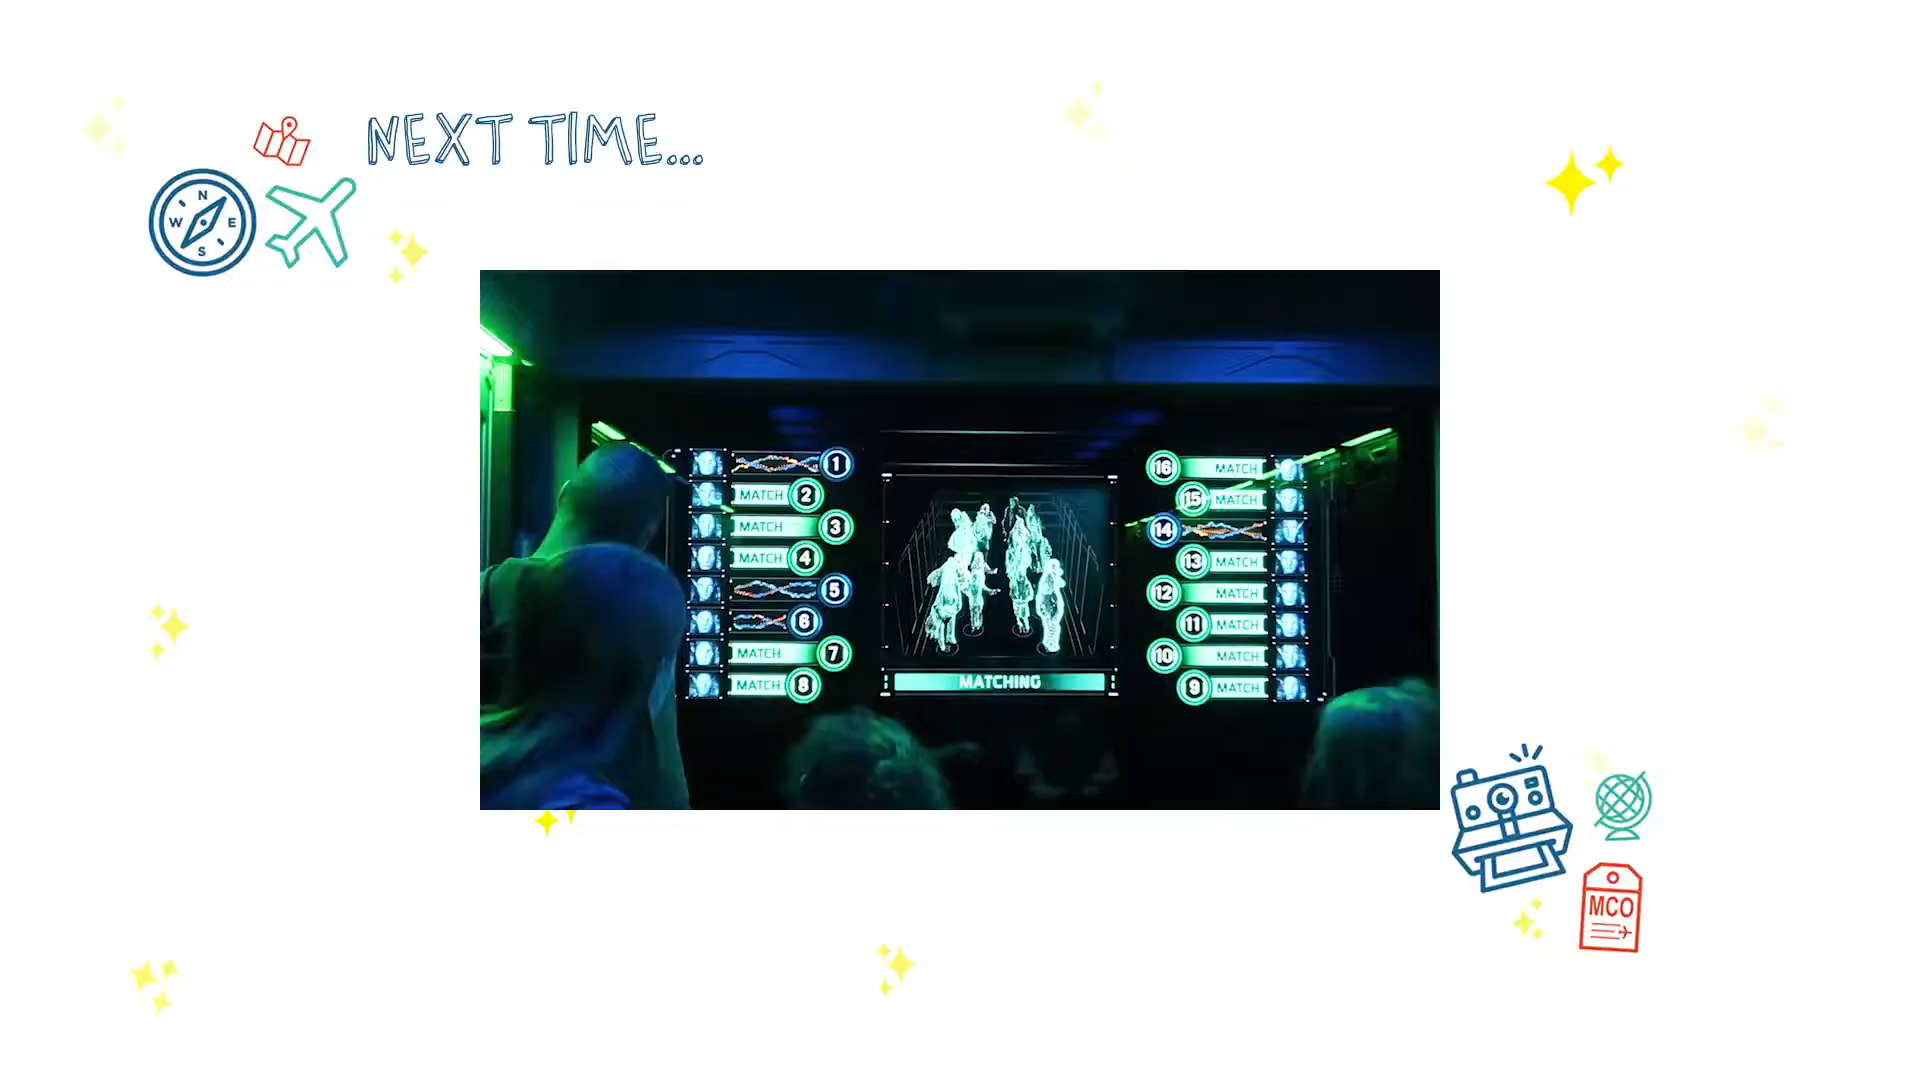 NEXT TIME...
N
W E
S
1
MATCH 2
MATCH 3
MATCH 4
5
6
MATCH 7
MATCH 8
MATCHING
16 MATCH
15 MATCH
14
13 MATCH
12 MATCH
11 MATCH
10 MATCH
9 MATCH
MCO